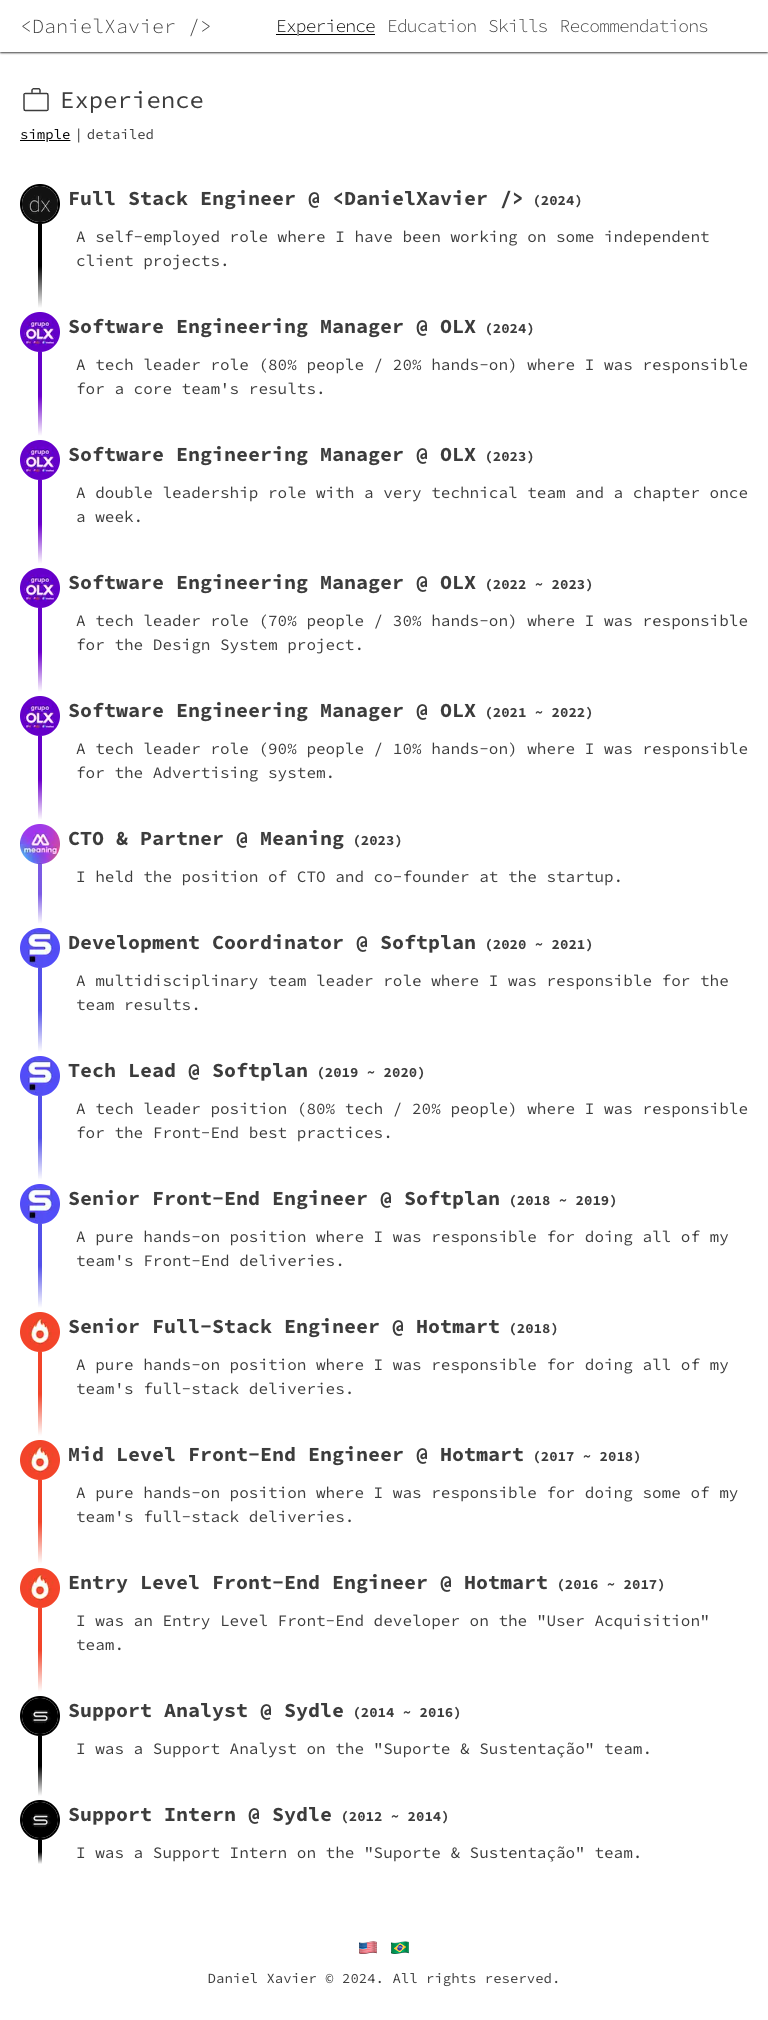 <DanielXavier />
Experience Education Skills Recommendations
Experience
simple | detailed
dx
Full Stack Engineer @ <DanielXavier /> (2024)
A self-employed role where I have been working on some independent
client projects.
grupo
OLX
Software Engineering Manager @ OLX (2024)
A tech leader role (80% people / 20% hands-on) where I was responsible
for a core team's results.
grupo
OLX
Software Engineering Manager @ OLX (2023)
A double leadership role with a very technical team and a chapter once
a week.
grupo
OLX
Software Engineering Manager @ OLX (2022 ~ 2023)
A tech leader role (70% people / 30% hands-on) where I was responsible
for the Design System project.
grupo
OLX
Software Engineering Manager @ OLX (2021 ~ 2022)
A tech leader role (90% people / 10% hands-on) where I was responsible
for the Advertising system.
meaning
CTO & Partner @ Meaning (2023)
I held the position of CTO and co-founder at the startup.
Development Coordinator @ Softplan (2020 ~ 2021)
A multidisciplinary team leader role where I was responsible for the
team results.
Tech Lead @ Softplan (2019 ~ 2020)
A tech leader position (80% tech / 20% people) where I was responsible
for the Front-End best practices.
Senior Front-End Engineer @ Softplan (2018 ~ 2019)
A pure hands-on position where I was responsible for doing all of my
team's Front-End deliveries.
Senior Full-Stack Engineer @ Hotmart (2018)
A pure hands-on position where I was responsible for doing all of my
team's full-stack deliveries.
Mid Level Front-End Engineer @ Hotmart (2017 ~ 2018)
A pure hands-on position where I was responsible for doing some of my
team's full-stack deliveries.
Entry Level Front-End Engineer @ Hotmart (2016 ~ 2017)
I was an Entry Level Front-End developer on the "User Acquisition"
team.
Support Analyst @ Sydle (2014 ~ 2016)
I was a Support Analyst on the "Suporte & Sustentação" team.
Support Intern @ Sydle (2012 ~ 2014)
I was a Support Intern on the "Suporte & Sustentação" team.
Daniel Xavier © 2024. All rights reserved.